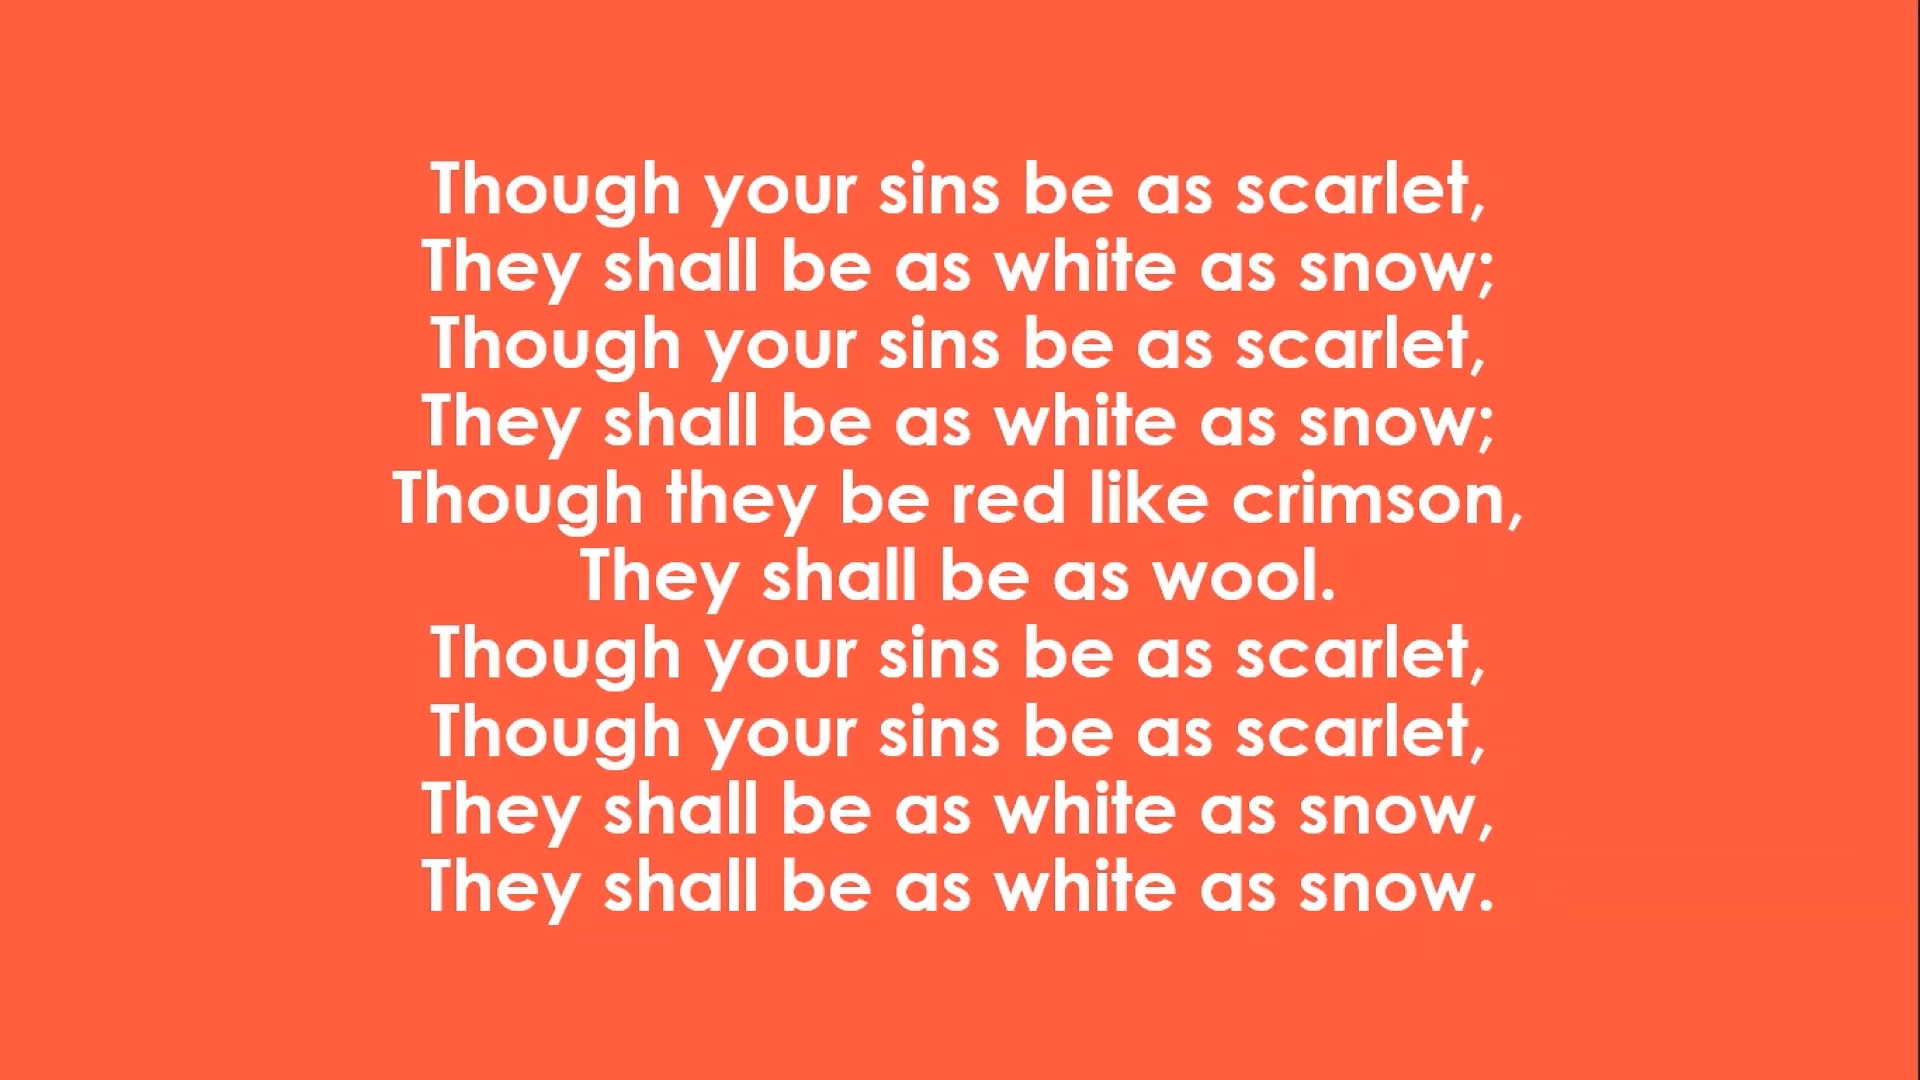 Though your sins be as scarlet,
They shall be as white as snow;
Though your sins be as scarlet,
They shall be as white as snow;
Though they be red like crimson,
They shall be as wool.
Though your sins be as scarlet,
Though your sins be as scarlet,
They shall be as white as snow,
They shall be as white as snow.